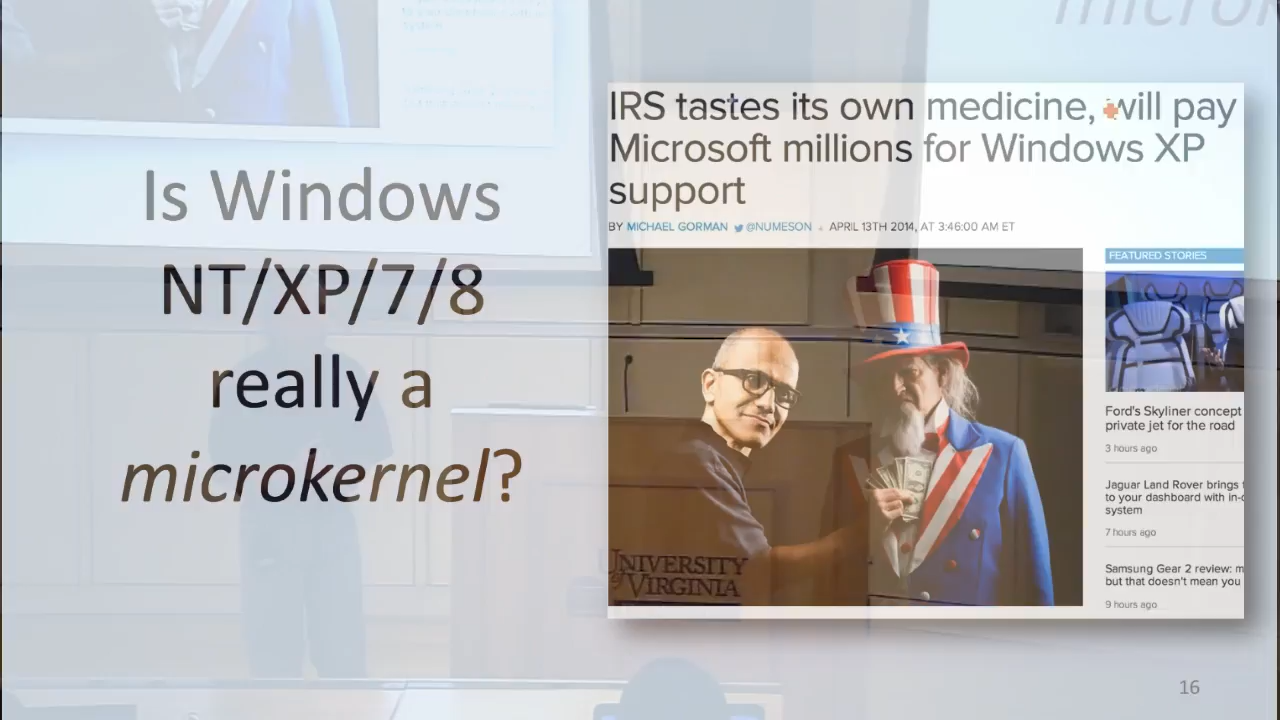 microk
Is Windows
NT/XP/7/8
really a
microkernel?
IRS tastes its own medicine, will pay
Microsoft millions for Windows XP
support
BY MICHAEL GORMAN @NUMESON APRIL 13TH 2014, AT 3:46:00 AM ET
FEATURED STORIES
Ford's Skyliner concept
private jet for the road
3 hours ago
Jaguar Land Rover brings
to your dashboard with in-c
system
7 hours ago
Samsung Gear 2 review: m
but that doesn't mean you
9 hours ago
UNIVERSITY
of VIRGINIA
16